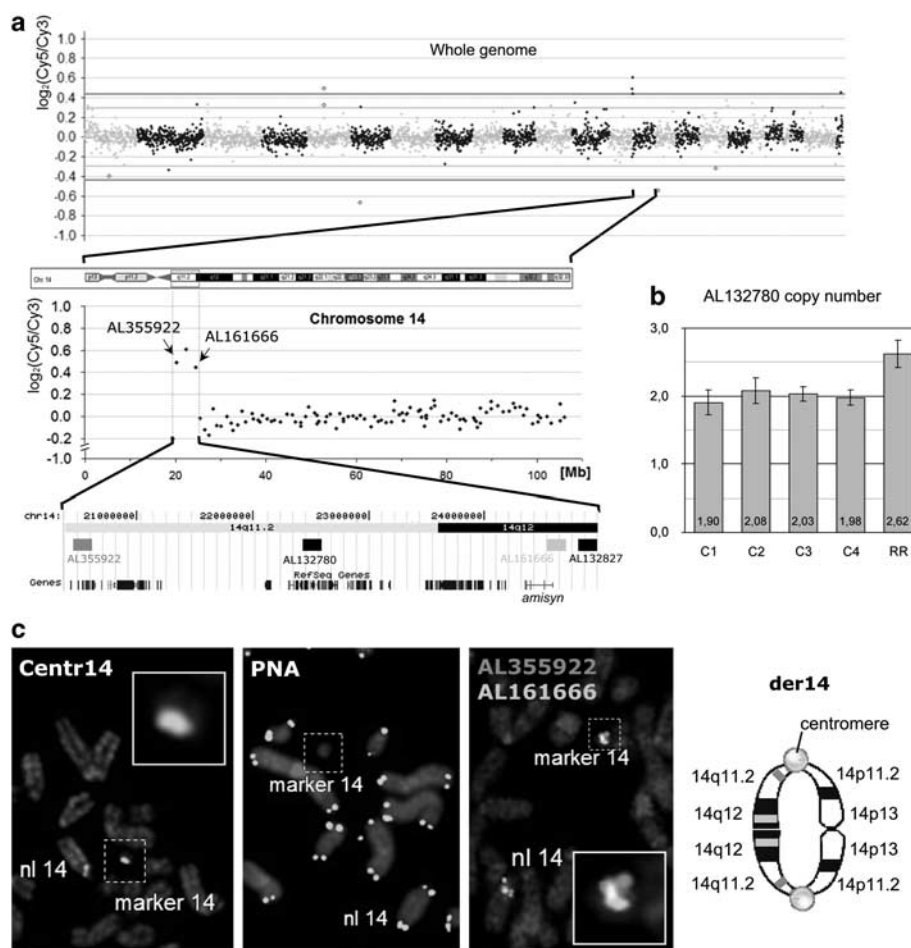 a
Whole genome
log₂(Cy5/Cy3)
1.0
0.8
0.6
0.4
0.2
0.0
-0.2
-0.4
-0.6
-0.8
-1.0
Chr 14
Chromosome 14
log₂(Cy5/Cy3)
1.0
0.8
0.6
0.4
0.2
0.0
-0.2
-1.0
AL355922
AL161666
0 20 40 60 80 100 [Mb]
chr14: 21000000 22000000 23000000 24000000
14q11.2 14q12
AL355922 AL132780 AL161666 AL132827
RefSeq Genes
Genes
amisyn
b
AL132780 copy number
3,0
2,0
1,0
0,0
1,90 2,08 2,03 1,98 2,62
C1 C2 C3 C4 RR
c
Centr14
nl 14
marker 14
PNA
marker 14
nl 14
AL355922
AL161666
marker 14
nl 14
der14
centromere
14q11.2 14p11.2
14q12 14p13
14q12 14p13
14q11.2 14p11.2